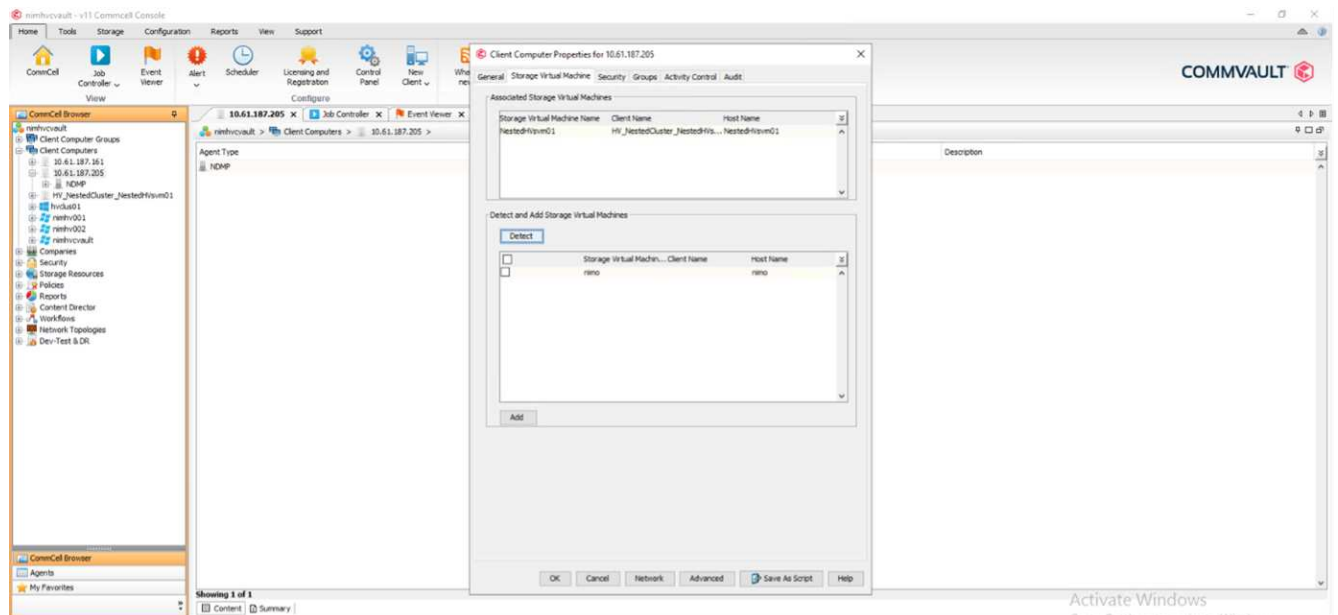 nimhvcvault - v11 Commcell Console
Home Tools Storage Configuration Reports View Support
CommCell
Job Controller
Event Viewer
Alert
Scheduler
Licensing and Registration
Control Panel
New Client
View
Configure
COMMVAULT
CommCell Browser
nimhvcvault
Client Computer Groups
Client Computers
10.61.187.161
10.61.187.205
NDMP
HV_NestedCluster_NestedHVsvm01
hvclus01
nimhv001
nimhv002
nimhvcvault
Companies
Security
Storage Resources
Policies
Reports
Content Director
Workflows
Network Topologies
Dev-Test & DR
CommCell Browser
Agents
My Favorites
10.61.187.205 Job Controller Event Viewer
nimhvcvault > Client Computers > 10.61.187.205 >
Agent Type
Description
NDMP
Showing 1 of 1
Content Summary
Client Computer Properties for 10.61.187.205
General Storage Virtual Machine Security Groups Activity Control Audit
Associated Storage Virtual Machines
Storage Virtual Machine Name Client Name Host Name
NestedHVsvm01 HV_NestedCluster_NestedHVs... NestedHVsvm01
Detect and Add Storage Virtual Machines
Detect
Storage Virtual Machin... Client Name Host Name
nimo nimo
Add
OK Cancel Network Advanced Save As Script Help
Activate Windows